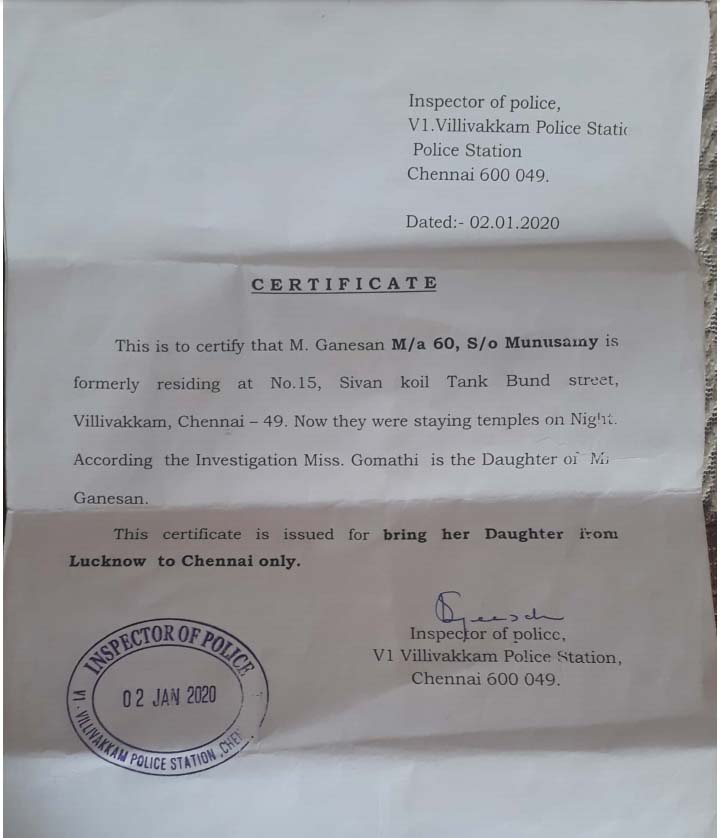 Inspector of police,
V1.Villivakkam Police Static
Police Station
Chennai 600 049.
Dated:- 02.01.2020
CERTIFICATE
This is to certify that M. Ganesan M/a 60, S/o Munusamy is
formerly residing at No.15, Sivan koil Tank Bund street,
Villivakkam, Chennai – 49. Now they were staying temples on Night.
According the Investigation Miss. Gomathi is the Daughter of
Ganesan.
This certificate is issued for bring her Daughter from
Lucknow to Chennai only.
Inspector of police,
V1 Villivakkam Police Station,
Chennai 600 049.
INSPECTOR OF POLICE
02 JAN 2020
V1 - VILLIVAKKAM POLICE STATION, CHE